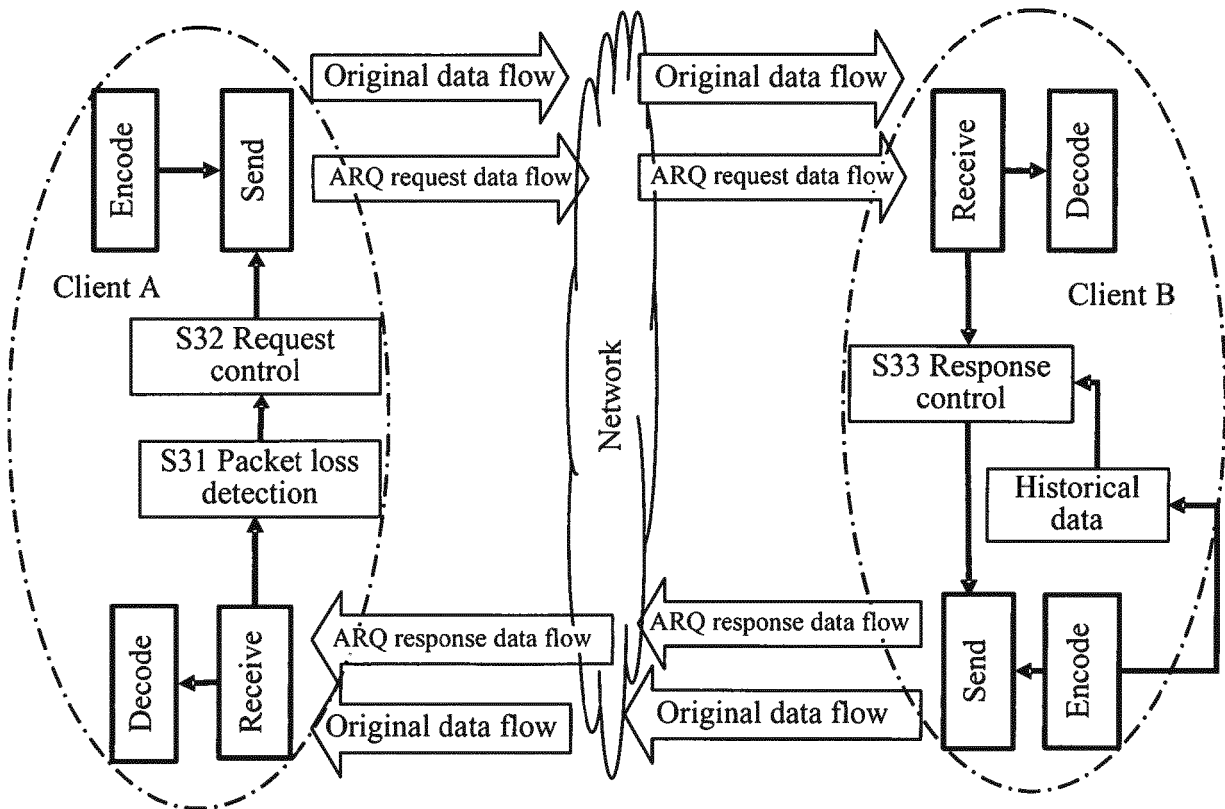 Original data flow
Original data flow
Encode
Send
ARQ request data flow
ARQ request data flow
Receive
Decode
Client A
Client B
S32 Request
control
S33 Response
control
Network
S31 Packet loss
detection
Historical
data
Decode
Receive
ARQ response data flow
ARQ response data flow
Send
Encode
Original data flow
Original data flow